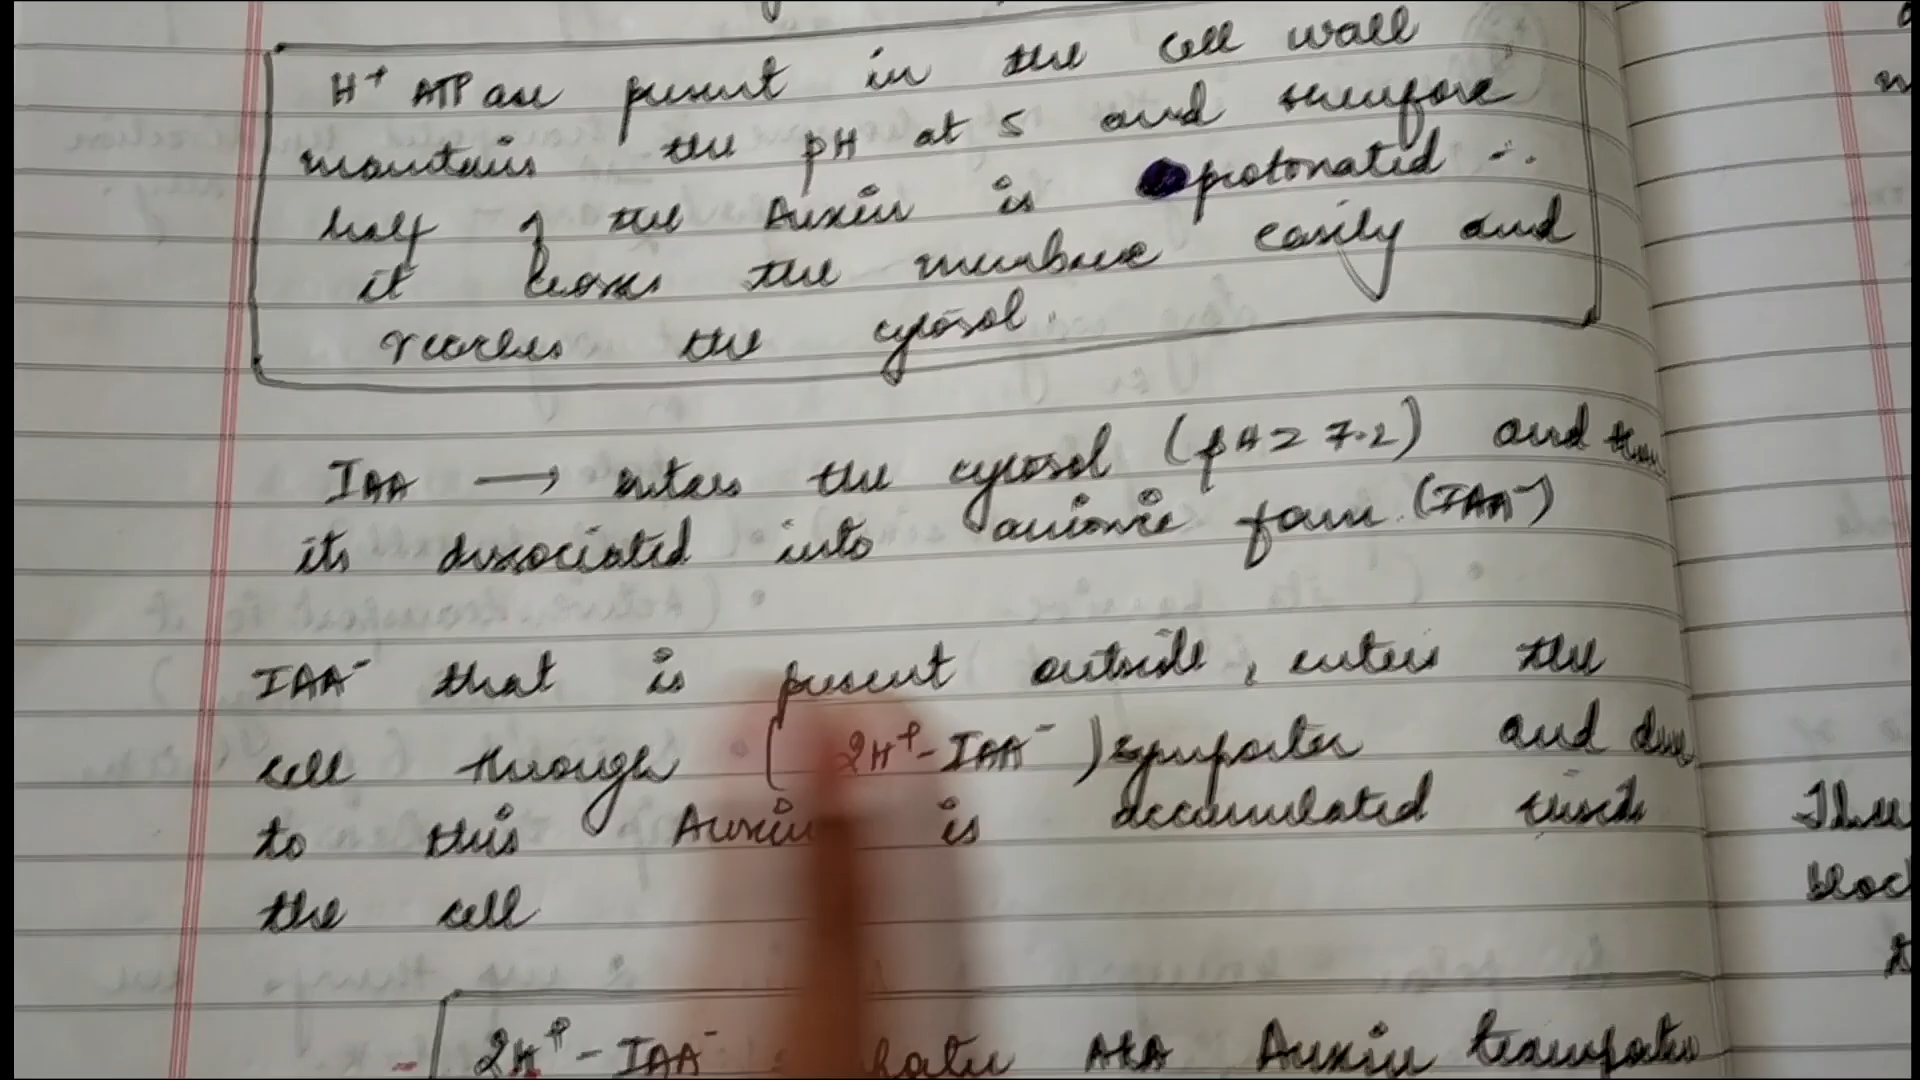 H+ ATPase present in the cell wall
maintains the pH at 5 and therefore
half of the Auxin is protonated ∴
it crosses the membrane easily and
reaches the cytosol.
IAA → enters the cytosol (pH = 7.2) and then
its dissociated into anionic form (IAA-)
IAA- that is present outside, enters the
cell through (2H+-IAA-) symporter and due
to this Auxin is accumulated inside
the cell
2H+-IAA- AKA Auxin transporter